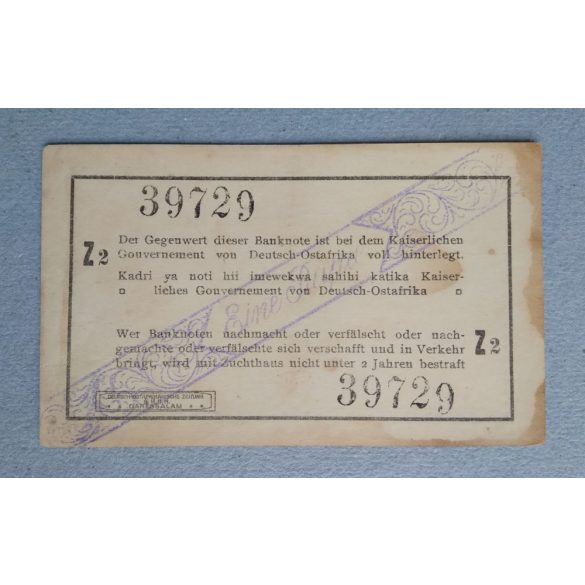 39729
Z2
Der Gegenwert dieser Banknote ist bei dem Kaiserlichen
Gouvernement von Deutsch-Ostafrika voll hinterlegt.
Kadri ya noti hii imewekwa sahihi katika Kaiser-
liches Gouvernement von Deutsch-Ostafrika
Eine
Wer Banknoten nachmacht oder verfälscht oder nach-
gemachte oder verfälschte sich verschafft und in Verkehr
bringt, wird mit Zuchthaus nicht unter 2 Jahren bestraft
Z2
39729
ZEITUNG
DARESSALAM